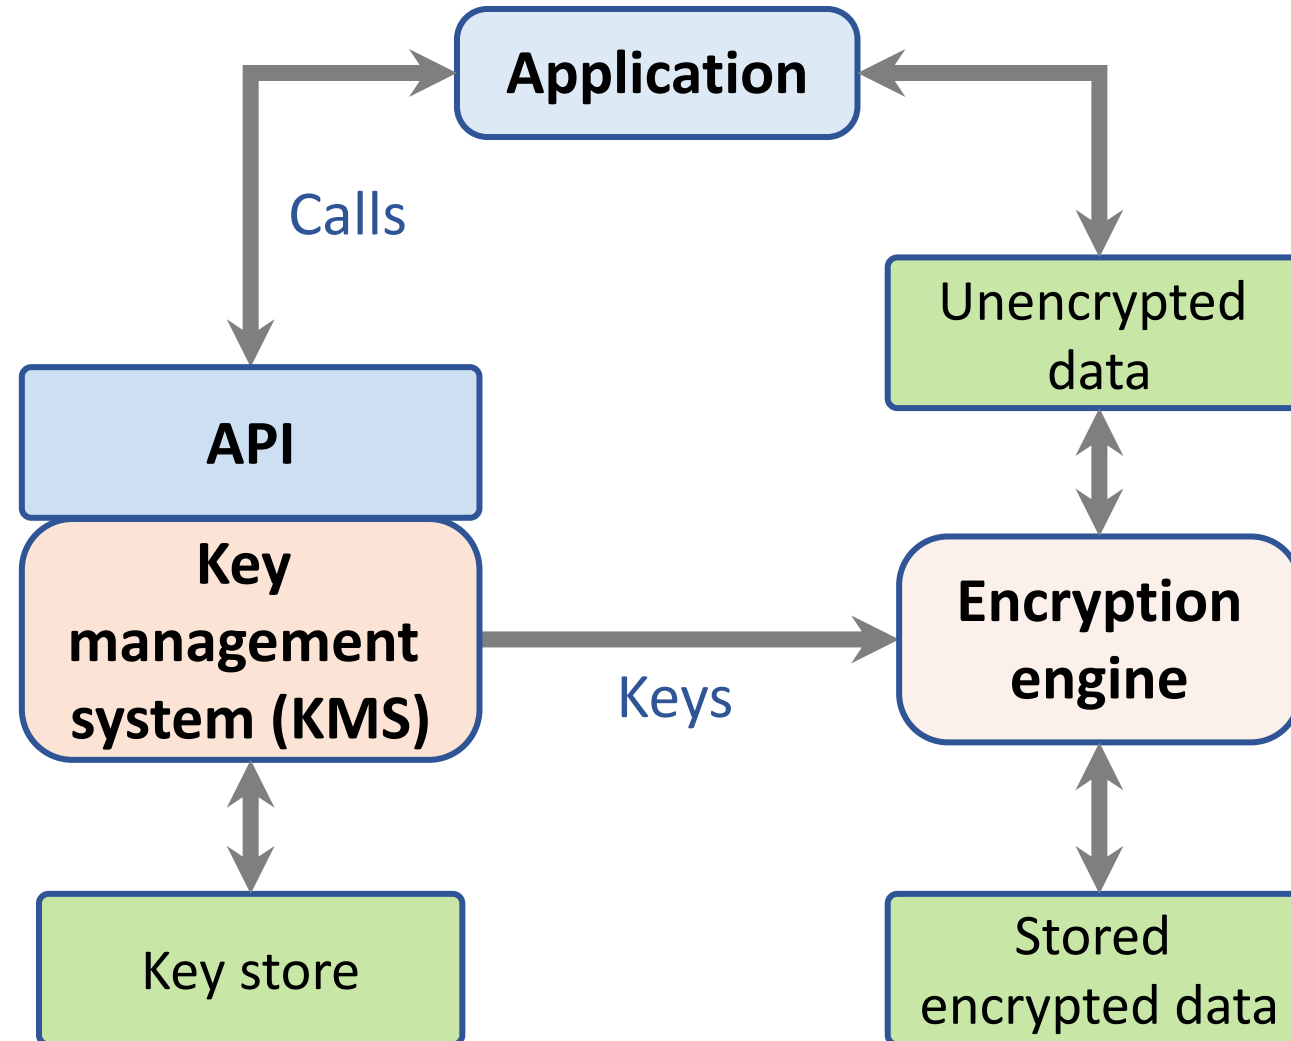 Application
Calls
Unencrypted
data
API
Key
management
system (KMS)
Encryption
engine
Keys
Key store
Stored
encrypted data